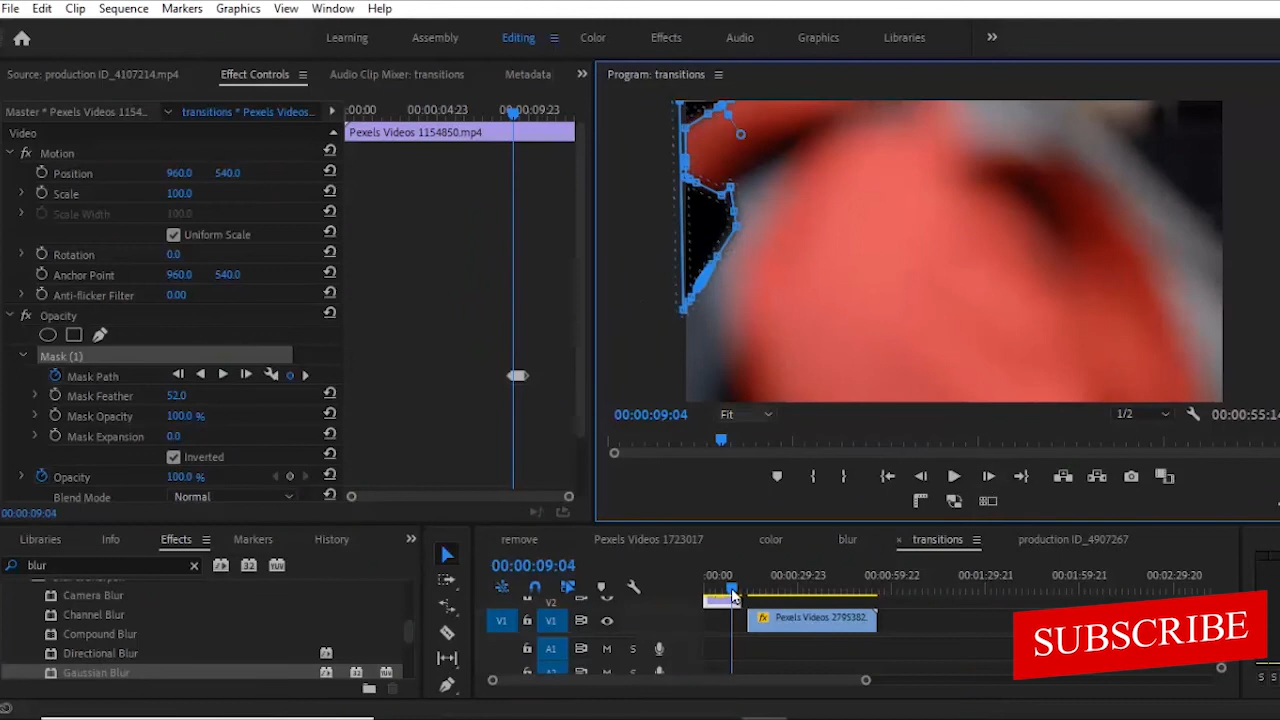 File Edit Clip Sequence Markers Graphics View Window Help
Learning Assembly Editing Color Effects Audio Graphics Libraries
Source: production ID_4107214.mp4 Effect Controls Audio Clip Mixer: transitions Metadata
Program: transitions
Master * Pexels Videos 1154... transitions * Pexels Videos...
:00:00 00:00:04:23 00:00:09:23
Video
Pexels Videos 1154850.mp4
fx Motion
Position 960.0 540.0
Scale 100.0
Scale Width 100.0
Uniform Scale
Rotation 0.0
Anchor Point 960.0 540.0
Anti-flicker Filter 0.00
fx Opacity
Mask (1)
Mask Path
Mask Feather 52.0
Mask Opacity 100.0 %
Mask Expansion 0.0
Inverted
Opacity 100.0 %
Blend Mode Normal
00:00:09:04
00:00:09:04 Fit 1/2 00:00:55:14
Libraries Info Effects Markers History
blur
Camera Blur
Channel Blur
Compound Blur
Directional Blur
Gaussian Blur
remove Pexels Videos 1723017 color blur × transitions production ID_4907267
00:00:09:04
:00:00 00:00:29:23 00:00:59:22 00:01:29:21 00:01:59:21 00:02:29:20
V2
V1 V1 fx Pexels Videos 2795382.
A1 M S
M S
SUBSCRIBE
S S